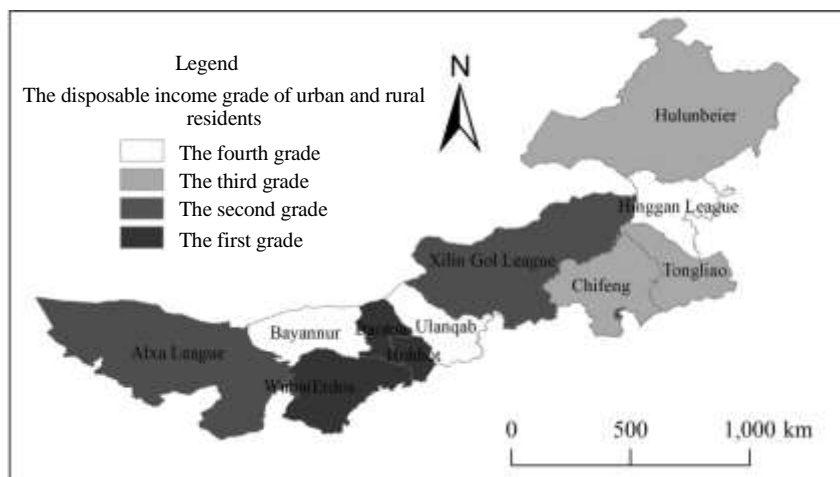 Legend
The disposable income grade of urban and rural
residents
The fourth grade
The third grade
The second grade
The first grade
N
Hulunbeier
Hinggan League
Xilin Gol League
Tongliao
Chifeng
Ulanqab
Bayannur
Alxa League
0 500 1,000 km